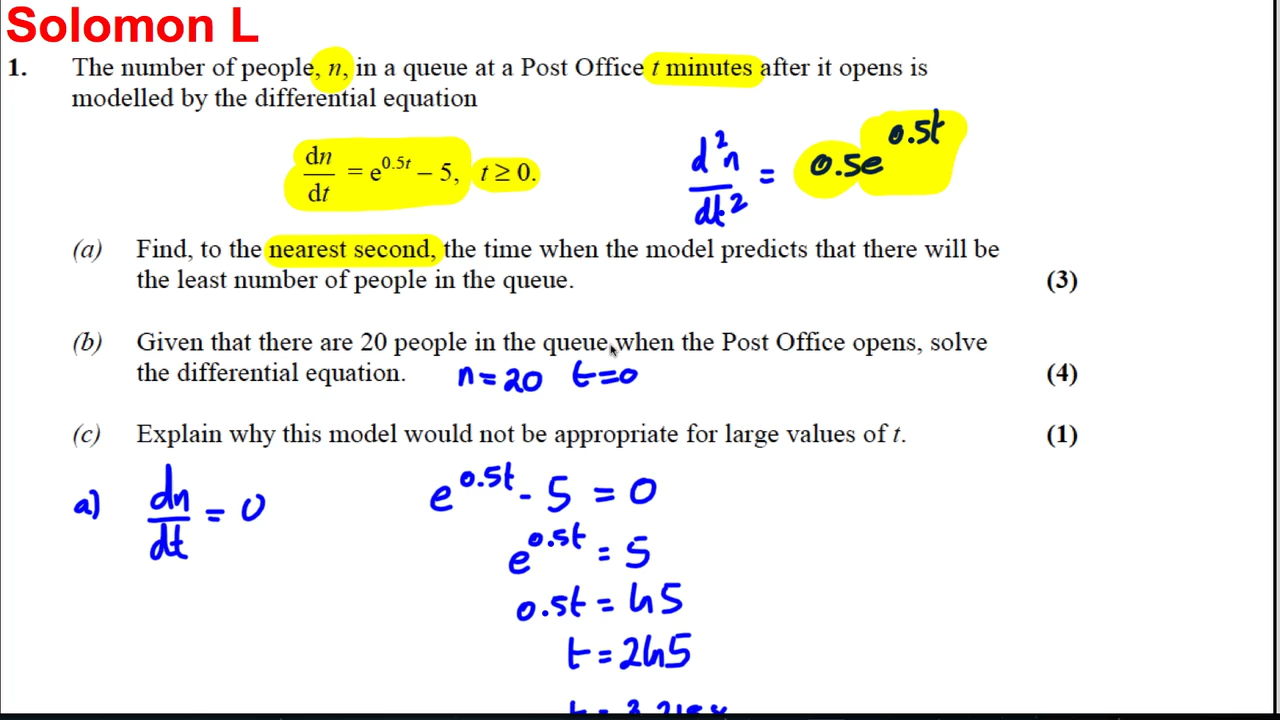 Solomon L
1. The number of people, n, in a queue at a Post Office t minutes after it opens is
modelled by the differential equation
dn/dt = e^0.5t – 5, t ≥ 0.
d²n/dt² = 0.5e^0.5t
(a) Find, to the nearest second, the time when the model predicts that there will be
the least number of people in the queue. (3)
(b) Given that there are 20 people in the queue when the Post Office opens, solve
the differential equation. (4)
n=20 t=0
(c) Explain why this model would not be appropriate for large values of t. (1)
a) dn/dt = 0
e^0.5t - 5 = 0
e^0.5t = 5
0.5t = ln5
t = 2ln5